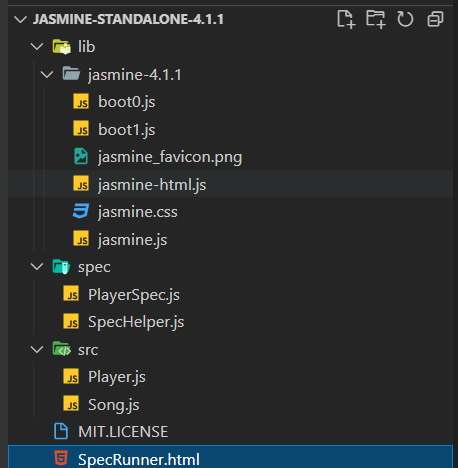 JASMINE-STANDALONE-4.1.1
lib
jasmine-4.1.1
JS boot0.js
JS boot1.js
jasmine_favicon.png
JS jasmine-html.js
jasmine.css
JS jasmine.js
spec
JS PlayerSpec.js
JS SpecHelper.js
src
JS Player.js
JS Song.js
MIT.LICENSE
SpecRunner.html